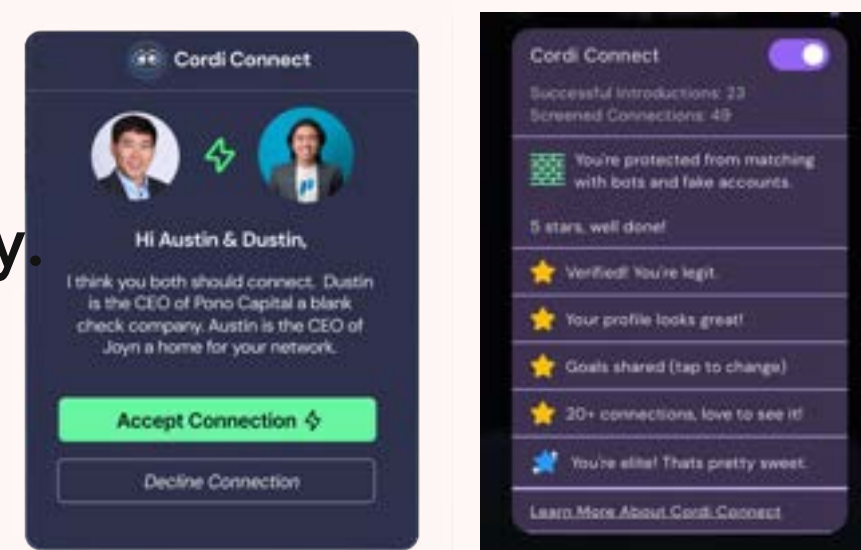 Cordi Connect
Hi Austin & Dustin,
I think you both should connect. Dustin
is the CEO of Pono Capital a blank
check company. Austin is the CEO of
Joyn a home for your network.
Accept Connection
Decline Connection
y.
Cordi Connect
Successful Introductions: 23
Screened Connections: 49
You're protected from matching
with bots and fake accounts.
5 stars, well done!
Verified! You're legit.
Your profile looks great!
Goals shared (tap to change)
20+ connections, love to see it!
You're elite! Thats pretty sweet.
Learn More About Cordi Connect